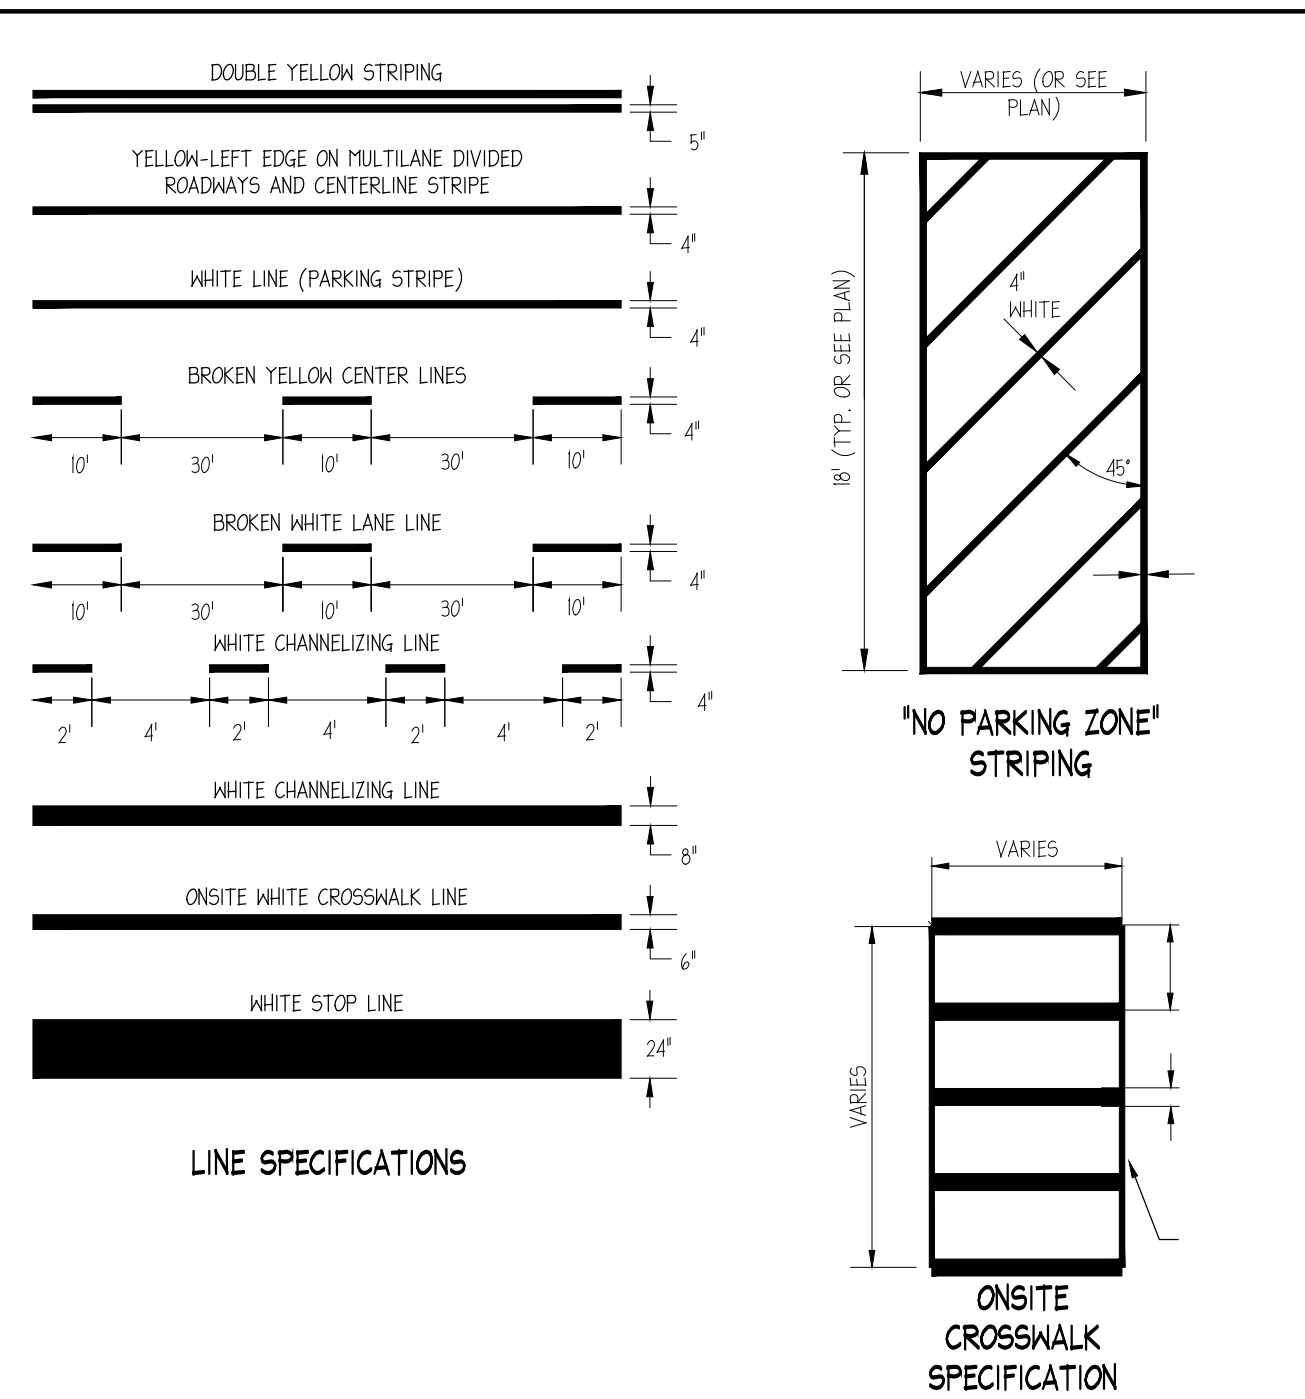 DOUBLE YELLOW STRIPING
5"
YELLOW-LEFT EDGE ON MULTILANE DIVIDED
ROADWAYS AND CENTERLINE STRIPE
4"
WHITE LINE (PARKING STRIPE)
4"
BROKEN YELLOW CENTER LINES
4"
10' 30' 10' 30' 10'
BROKEN WHITE LANE LINE
4"
10' 30' 10' 30' 10'
WHITE CHANNELIZING LINE
4"
2' 4' 2' 4' 2' 4' 2'
WHITE CHANNELIZING LINE
8"
ONSITE WHITE CROSSWALK LINE
6"
WHITE STOP LINE
24"
LINE SPECIFICATIONS
VARIES (OR SEE
PLAN)
18' (TYP. OR SEE PLAN)
4"
WHITE
45°
"NO PARKING ZONE"
STRIPING
VARIES
VARIES
ONSITE
CROSSWALK
SPECIFICATION